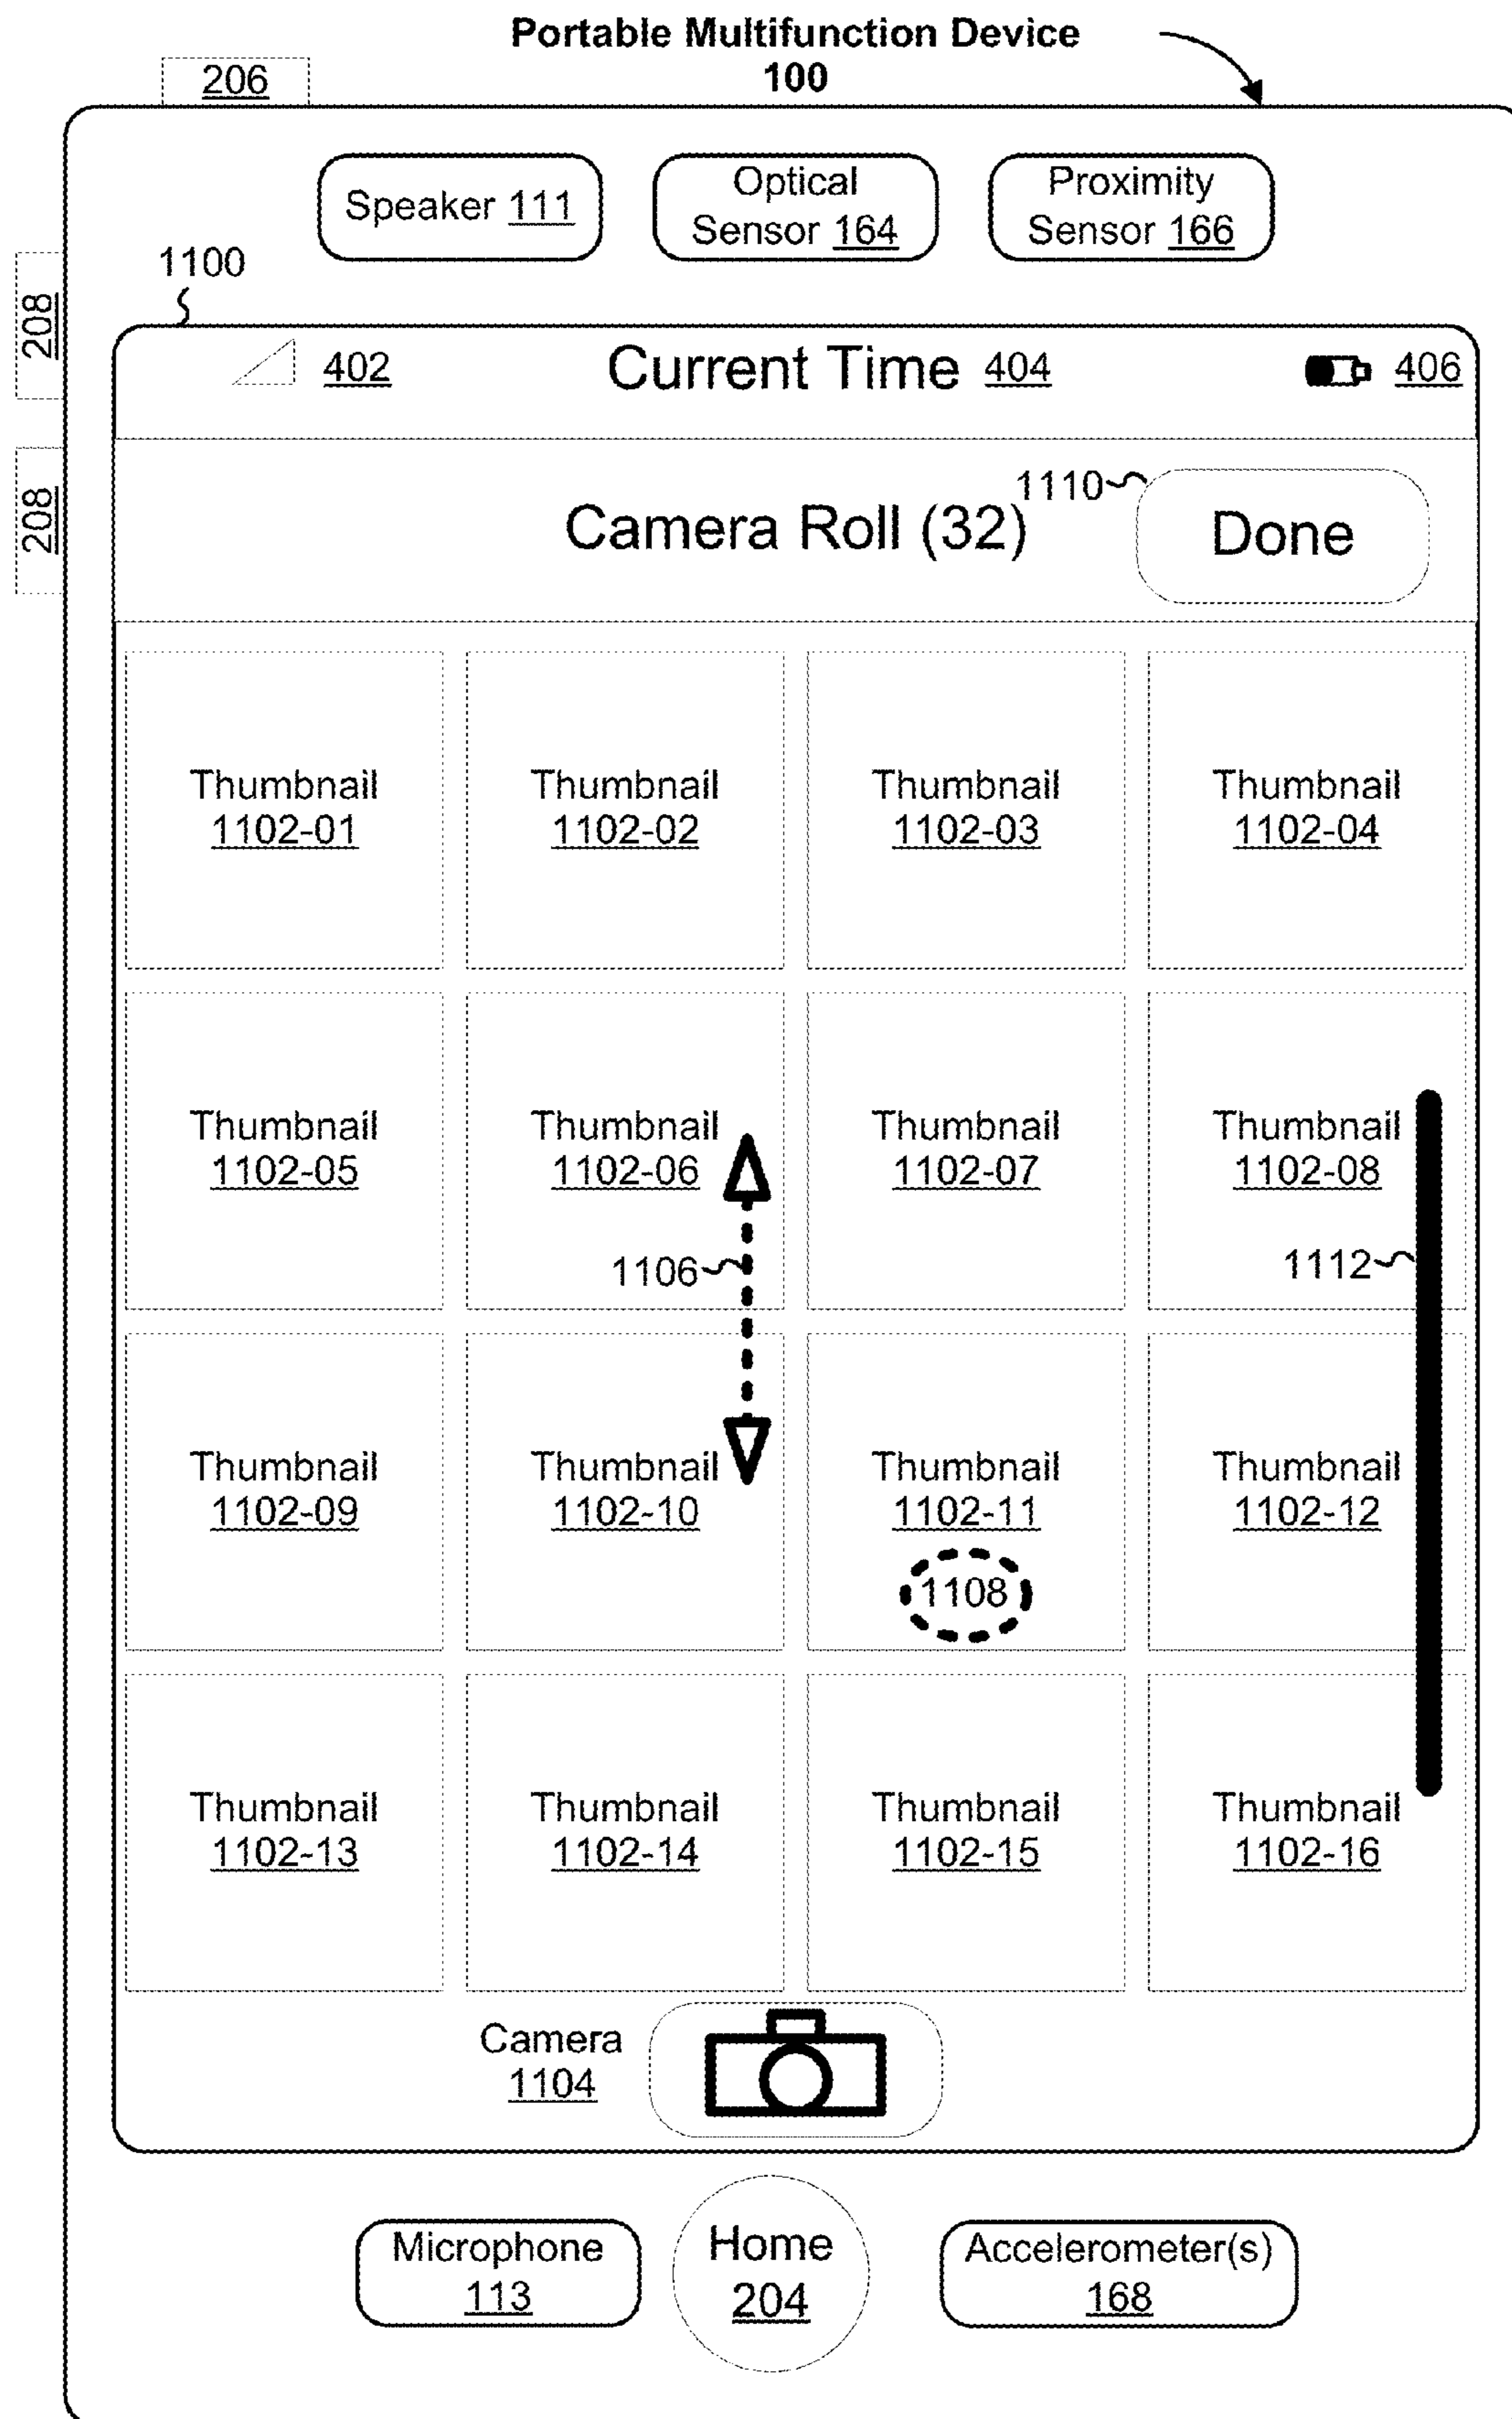 Portable Multifunction Device
100
206
Speaker 111
Optical
Sensor 164
Proximity
Sensor 166
1100
208
208
402
Current Time 404
406
Camera Roll (32)
1110
Done
Thumbnail
1102-01
Thumbnail
1102-02
Thumbnail
1102-03
Thumbnail
1102-04
Thumbnail
1102-05
Thumbnail
1102-06
Thumbnail
1102-07
Thumbnail
1102-08
1106
1112
Thumbnail
1102-09
Thumbnail
1102-10
Thumbnail
1102-11
1108
Thumbnail
1102-12
Thumbnail
1102-13
Thumbnail
1102-14
Thumbnail
1102-15
Thumbnail
1102-16
Camera
1104
Microphone
113
Home
204
Accelerometer(s)
168